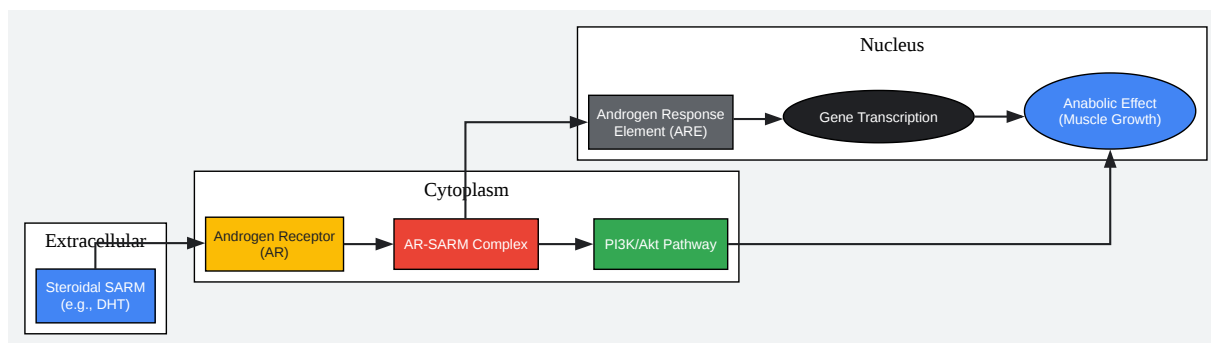 Nucleus
Androgen Response
Element (ARE)
Gene Transcription
Anabolic Effect
(Muscle Growth)
Cytoplasm
Androgen Receptor
(AR)
AR-SARM Complex
PI3K/Akt Pathway
Extracellular
Steroidal SARM
(e.g., DHT)